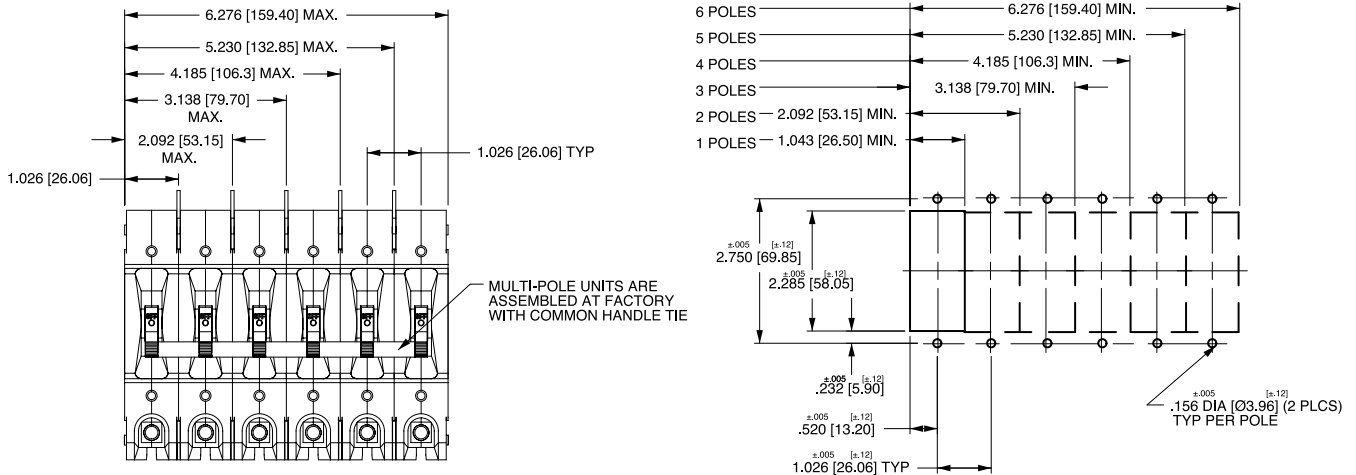 6.276 [159.40] MAX.
5.230 [132.85] MAX.
4.185 [106.3] MAX.
3.138 [79.70]
MAX.
2.092 [53.15]
MAX.
1.026 [26.06] TYP
1.026 [26.06]
MULTI-POLE UNITS ARE
ASSEMBLED AT FACTORY
WITH COMMON HANDLE TIE
OFF OFF OFF OFF OFF OFF
6 POLES 6.276 (159.40] MIN.
5 POLES 5.230 [132.85] MIN.
4 POLES 4.185 [106.3] MIN.
3 POLES 3.138 [79.70] MIN.
2 POLES 2.092 [53.15] MIN.
1 POLES 1.043 [26.50] MIN.
±.005 [±.12]
2.750 [69.85]
±.005 [±.12]
2.285 [58.05]
±.005 [±.12]
.232 [5.90]
±.005 [±.12]
.520 [13.20]
±.005 [±.12]
1.026 [26.06] TYP
±.005 [±.12]
.156 DIA [Ø3.96] (2 PLCS)
TYP PER POLE